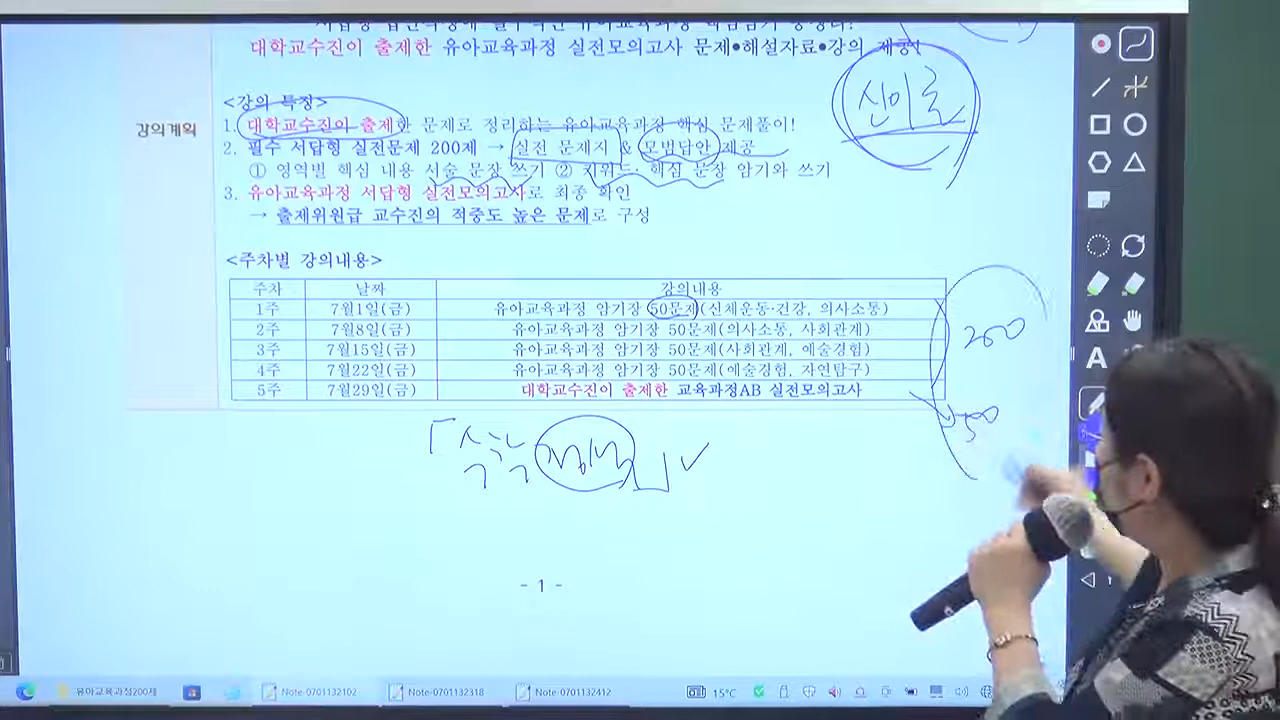 대학교수진이 출제한 유아교육과정 실전모의고사 문제•해설자료•강의 제공!
신이로
<강의 특징>
강의계획
1. 대학교수진이 출제한 문제로 정리하는 유아교육과정 핵심 문제풀이!
2. 필수 서답형 실전문제 200제 → 실전 문제지 & 모범답안 제공
① 영역별 핵심 내용 서술 문장 쓰기 ② 키워드, 핵심 문장 암기와 쓰기
3. 유아교육과정 서답형 실전모의고사로 최종 확인
→ 출제위원급 교수진의 적중도 높은 문제로 구성
<주차별 강의내용>
주차 날짜 강의내용
1주 7월1일(금) 유아교육과정 암기장 50문제(신체운동·건강, 의사소통)
2주 7월8일(금) 유아교육과정 암기장 50문제(의사소통, 사회관계)
3주 7월15일(금) 유아교육과정 암기장 50문제(사회관계, 예술경험)
4주 7월22일(금) 유아교육과정 암기장 50문제(예술경험, 자연탐구)
5주 7월29일(금) 대학교수진이 출제한 교육과정AB 실전모의고사
200
50
- 1 -
유아교육과정200제 Note-0701132102 Note-0701132318 Note-0701132412 15°C